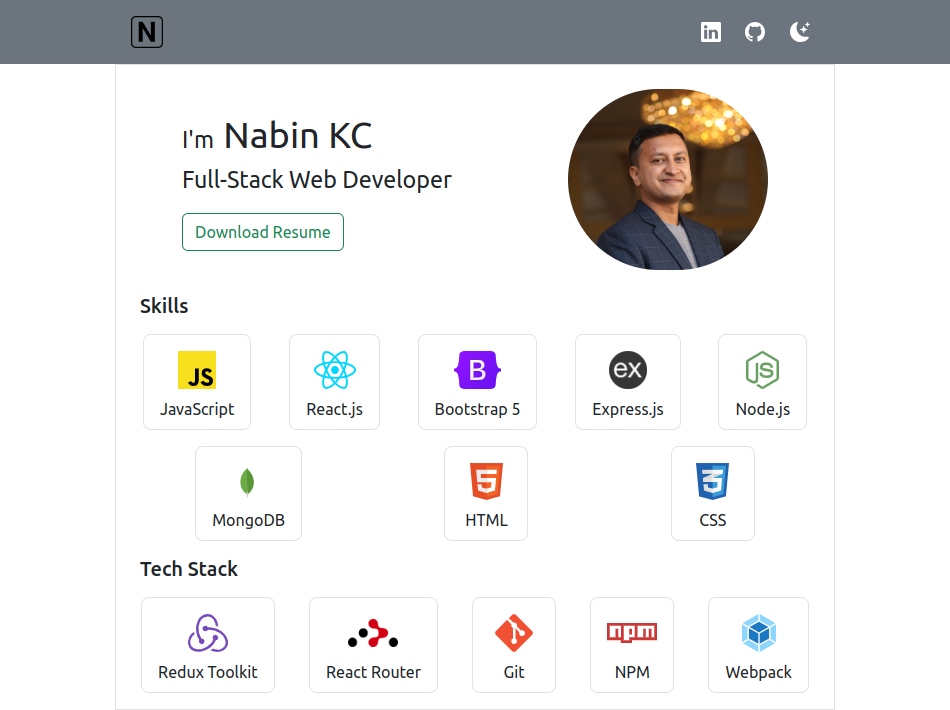 N
in
I'm Nabin KC
Full-Stack Web Developer
Download Resume
Skills
JS
JavaScript
React.js
B
Bootstrap 5
ex
Express.js
JS
Node.js
MongoDB
5
HTML
3
CSS
Tech Stack
Redux Toolkit
React Router
Git
npm
NPM
Webpack